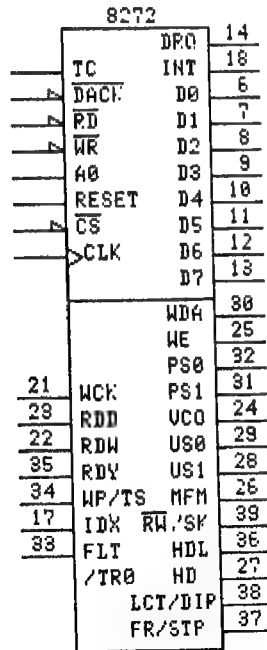 8272
DRQ 14
TC INT 18
DACK D0 6
RD D1 7
WR D2 8
A0 D3 9
RESET D4 10
CS D5 11
CLK D6 12
D7 13
WDA 30
WE 25
PS0 32
21 WCK PS1 31
23 RDD VCO 24
22 RDW US0 29
35 RDY US1 28
34 WP/TS MFM 26
17 IDX RW/SK 39
33 FLT HDL 36
/TR0 HD 27
LCT/DIR 38
FR/STP 37